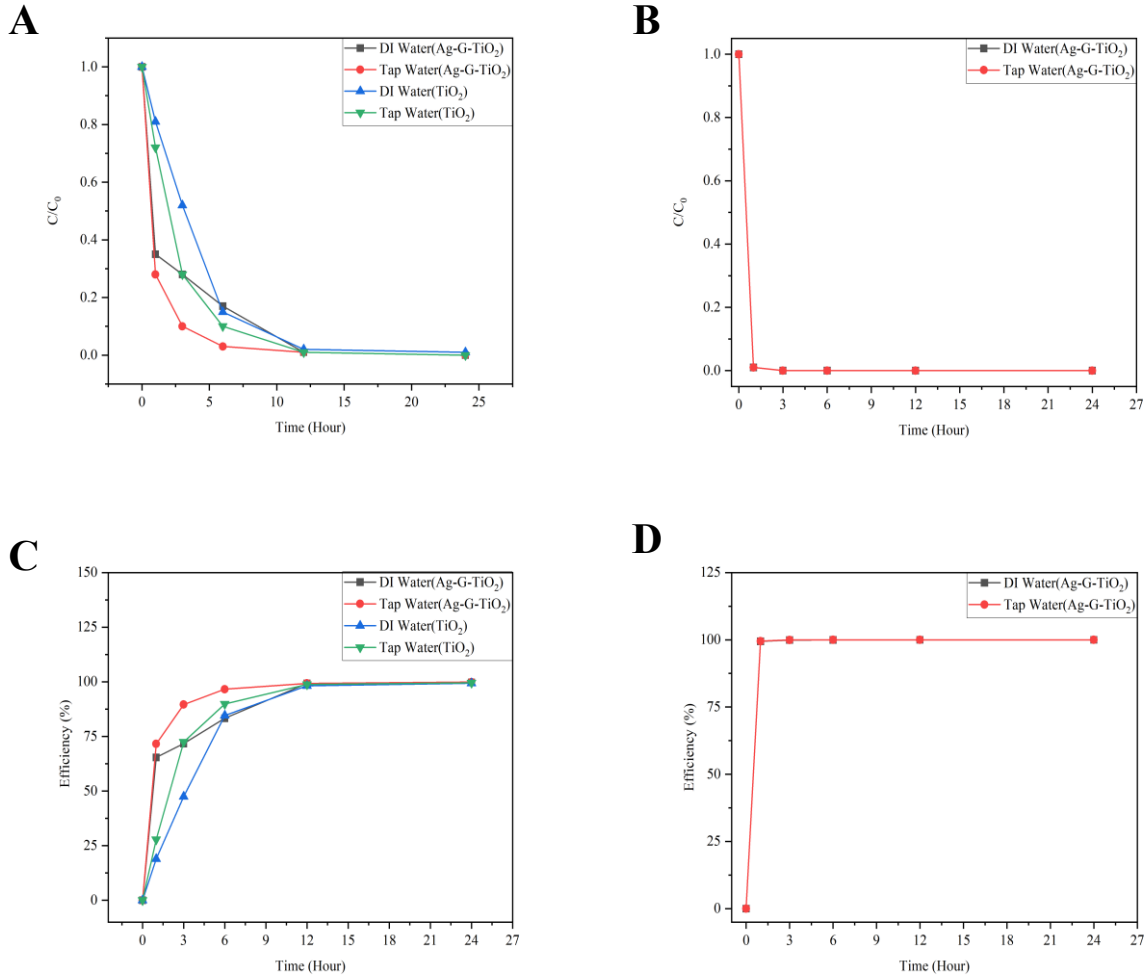 A
DI Water(Ag-G-TiO₂)
Tap Water(Ag-G-TiO₂)
DI Water(TiO₂)
Tap Water(TiO₂)
1.0
0.8
0.6
0.4
0.2
0.0
C/C₀
0 5 10 15 20 25
Time (Hour)
B
DI Water(Ag-G-TiO₂)
Tap Water(Ag-G-TiO₂)
1.0
0.8
0.6
0.4
0.2
0.0
C/C₀
0 3 6 9 12 15 18 21 24 27
Time (Hour)
C
DI Water(Ag-G-TiO₂)
Tap Water(Ag-G-TiO₂)
DI Water(TiO₂)
Tap Water(TiO₂)
150
125
100
75
50
25
0
Efficiency (%)
0 3 6 9 12 15 18 21 24 27
Time (Hour)
D
DI Water(Ag-G-TiO₂)
Tap Water(Ag-G-TiO₂)
125
100
75
50
25
0
Efficiency (%)
0 3 6 9 12 15 18 21 24 27
Time (Hour)